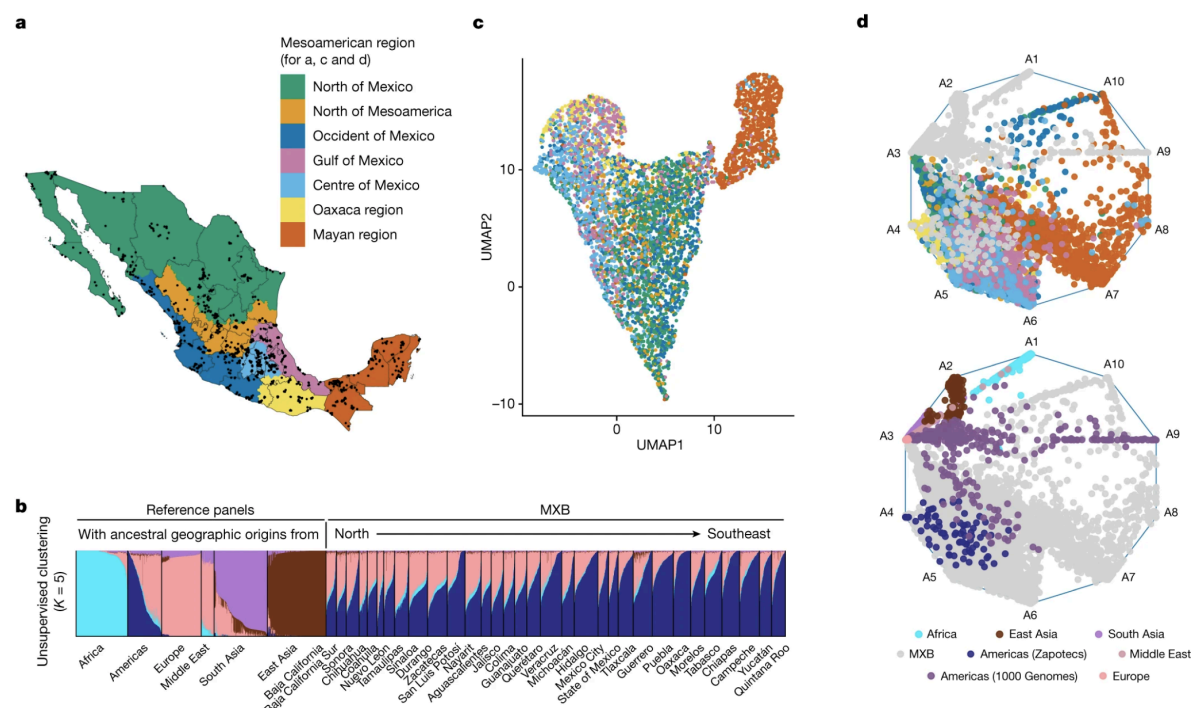 a
Mesoamerican region
(for a, c and d)
North of Mexico
North of Mesoamerica
Occident of Mexico
Gulf of Mexico
Centre of Mexico
Oaxaca region
Mayan region
b
Reference panels
With ancestral geographic origins from
MXB
North
Southeast
Unsupervised clustering
(K = 5)
Africa
Americas
Europe
Middle East
South Asia
East Asia
Baja California
Baja California Sur
Sonora
Chihuahua
Coahuila
Nuevo León
Tamaulipas
Sinaloa
Durango
Zacatecas
San Luis Potosí
Nayarit
Aguascalientes
Jalisco
Colima
Guanajuato
Querétaro
Veracruz
Michoacán
Hidalgo
Mexico City
State of Mexico
Tlaxcala
Guerrero
Puebla
Oaxaca
Morelos
Tabasco
Chiapas
Campeche
Yucatán
Quintana Roo
c
UMAP2
10
0
−10
0
10
UMAP1
d
A1
A2
A10
A3
A9
A4
A8
A5
A7
A6
A1
A2
A10
A3
A9
A4
A8
A5
A7
A6
Africa
East Asia
South Asia
MXB
Americas (Zapotecs)
Middle East
Americas (1000 Genomes)
Europe